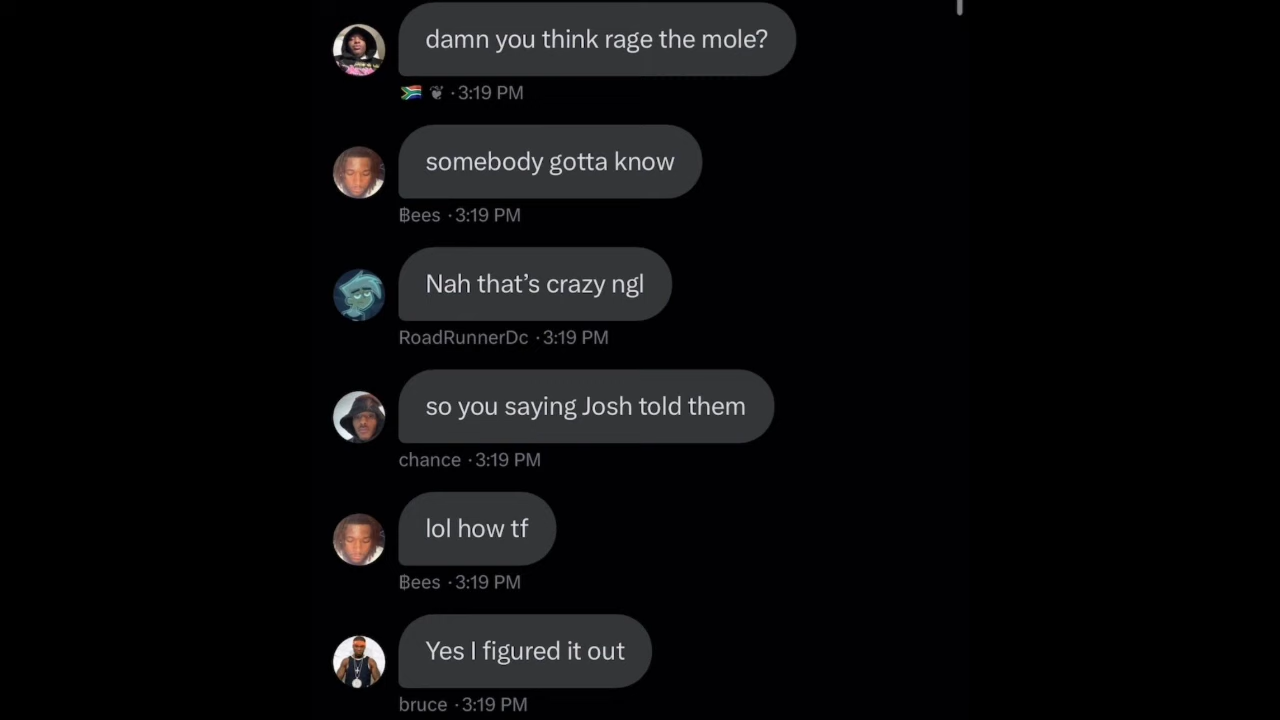 damn you think rage the mole?
🇿🇦 ❦ · 3:19 PM
somebody gotta know
฿ees · 3:19 PM
Nah that’s crazy ngl
RoadRunnerDc · 3:19 PM
so you saying Josh told them
chance · 3:19 PM
lol how tf
฿ees · 3:19 PM
Yes I figured it out
bruce · 3:19 PM